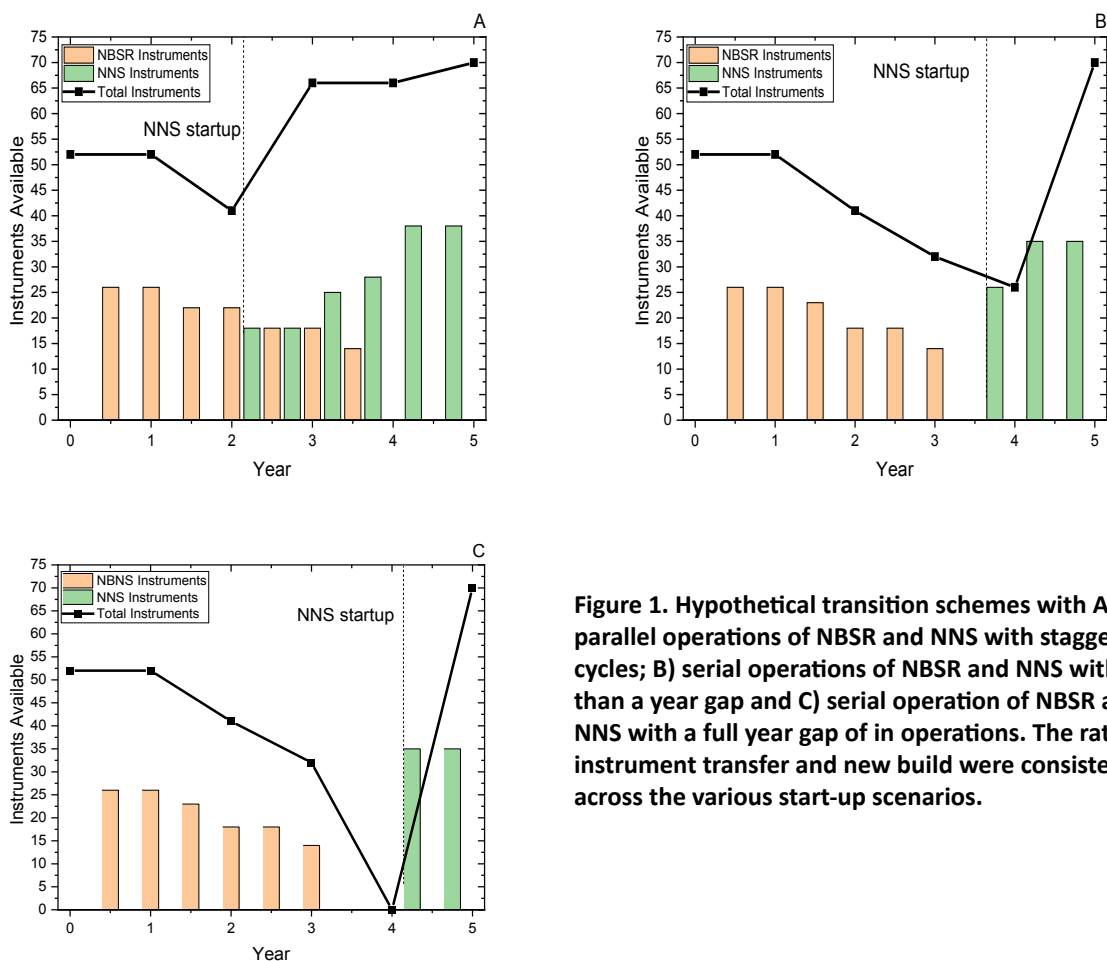 A
75
70
65
60
55
50
45
40
35
30
25
20
15
10
5
0
Instruments Available
NBSR Instruments
NNS Instruments
Total Instruments
NNS startup
0 1 2 3 4 5
Year
B
75
70
65
60
55
50
45
40
35
30
25
20
15
10
5
0
Instruments Available
NBSR Instruments
NNS Instruments
Total Instruments
NNS startup
0 1 2 3 4 5
Year
C
75
70
65
60
55
50
45
40
35
30
25
20
15
10
5
0
Instruments Available
NBNS Instruments
NNS Instruments
Total Instruments
NNS startup
0 1 2 3 4 5
Year
Figure 1. Hypothetical transition schemes with A
parallel operations of NBSR and NNS with
cycles; B) serial operations of NBSR and NNS
than a year gap and C) serial operation of NBSR
NNS with a full year gap of in operations. The
instrument transfer and new build were
across the various start-up scenarios.